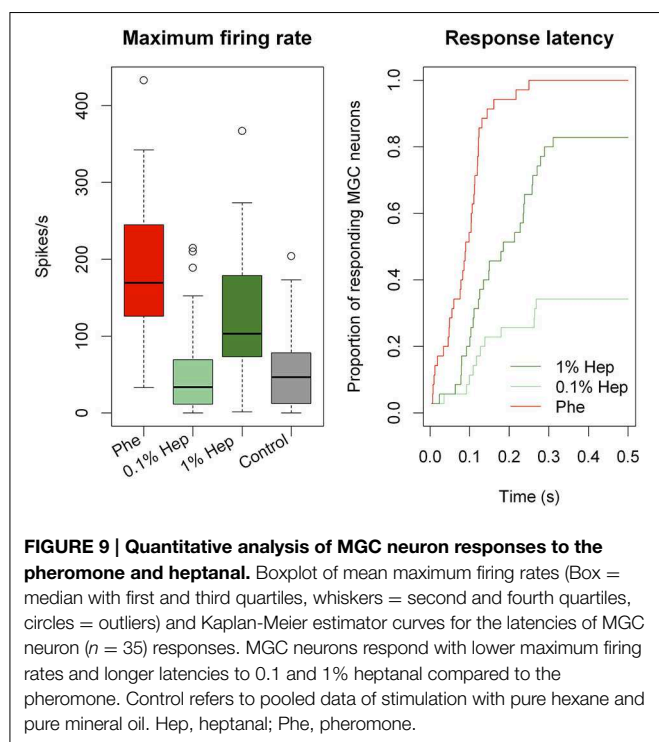 Maximum firing rate
Response latency
400
300
200
100
0
Spikes/s
Phe
0.1% Hep
1% Hep
Control
1.0
0.8
0.6
0.4
0.2
0.0
Proportion of responding MGC neurons
1% Hep
0.1% Hep
Phe
0.0 0.1 0.2 0.3 0.4 0.5
Time (s)
FIGURE 9 | Quantitative analysis of MGC neuron responses to the
pheromone and heptanal. Boxplot of mean maximum firing rates (Box =
median with first and third quartiles, whiskers = second and fourth quartiles,
circles = outliers) and Kaplan-Meier estimator curves for the latencies of MGC
neuron (n = 35) responses. MGC neurons respond with lower maximum firing
rates and longer latencies to 0.1 and 1% heptanal compared to the
pheromone. Control refers to pooled data of stimulation with pure hexane and
pure mineral oil. Hep, heptanal; Phe, pheromone.